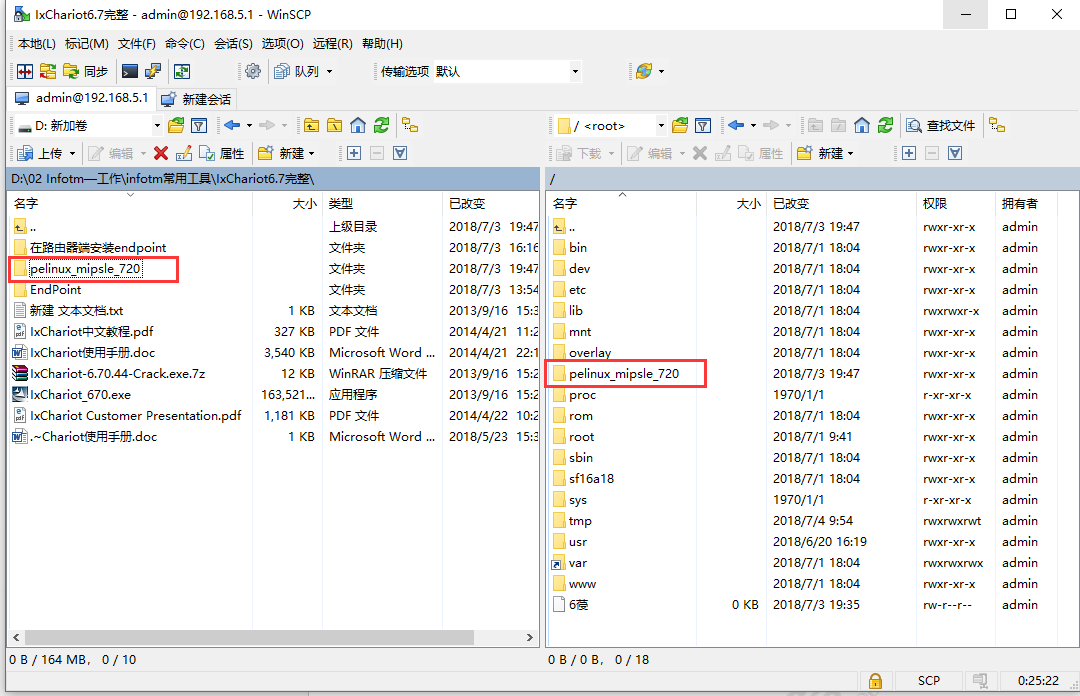 IxChariot6.7完整 - admin@192.168.5.1 - WinSCP
本地(L) 标记(M) 文件(F) 命令(C) 会话(S) 选项(O) 远程(R) 帮助(H)
同步 队列 传输选项 默认
admin@192.168.5.1 新建会话
D: 新加卷 / <root> 查找文件
上传 编辑 属性 新建 下载 编辑 属性 新建
D:\02 Infotm—工作\infotm常用工具\IxChariot6.7完整\ /
名字 大小 类型 已改变 名字 大小 已改变 权限 拥有者
.. 上级目录 2018/7/3 19:47 .. 2018/7/3 19:47 rwxr-xr-x admin
在路由器端安装endpoint 文件夹 2018/7/3 16:16 bin 2018/7/1 18:04 rwxr-xr-x admin
pelinux_mipsle_720 文件夹 2018/7/3 19:47 dev 2018/7/1 18:04 rwxr-xr-x admin
EndPoint 文件夹 2018/7/3 13:54 etc 2018/7/1 18:04 rwxr-xr-x admin
新建 文本文档.txt 1 KB 文本文档 2013/9/16 15:3 lib 2018/7/1 18:04 rwxrwxr-x admin
IxChariot中文教程.pdf 327 KB PDF 文件 2014/4/21 11:2 mnt 2018/7/1 18:04 rwxr-xr-x admin
IxChariot使用手册.doc 3,540 KB Microsoft Word ... 2014/4/21 22:1 overlay 2018/7/1 18:04 rwxr-xr-x admin
IxChariot-6.70.44-Crack.exe.7z 12 KB WinRAR 压缩文件 2013/9/16 15:2 pelinux_mipsle_720 2018/7/3 19:47 rwxr-xr-x admin
IxChariot_670.exe 163,521... 应用程序 2013/9/16 15:2 proc 1970/1/1 r-xr-xr-x admin
IxChariot Customer Presentation.pdf 1,181 KB PDF 文件 2014/4/22 10:2 rom 2018/7/1 18:04 rwxr-xr-x admin
.~Chariot使用手册.doc 1 KB Microsoft Word ... 2018/5/23 15:3 root 2018/7/1 9:41 rwxr-xr-x admin
sbin 2018/7/1 18:04 rwxr-xr-x admin
sf16a18 2018/7/1 18:04 rwxr-xr-x admin
sys 1970/1/1 r-xr-xr-x admin
tmp 2018/7/4 9:54 rwxrwxrwt admin
usr 2018/6/20 16:19 rwxr-xr-x admin
var 2018/7/1 18:04 rwxrwxrwx admin
www 2018/7/1 18:04 rwxr-xr-x admin
0 KB 2018/7/3 19:35 rw-r--r-- admin
0 B / 164 MB， 0 / 10 0 B / 0 B， 0 / 18
SCP 0:25:22